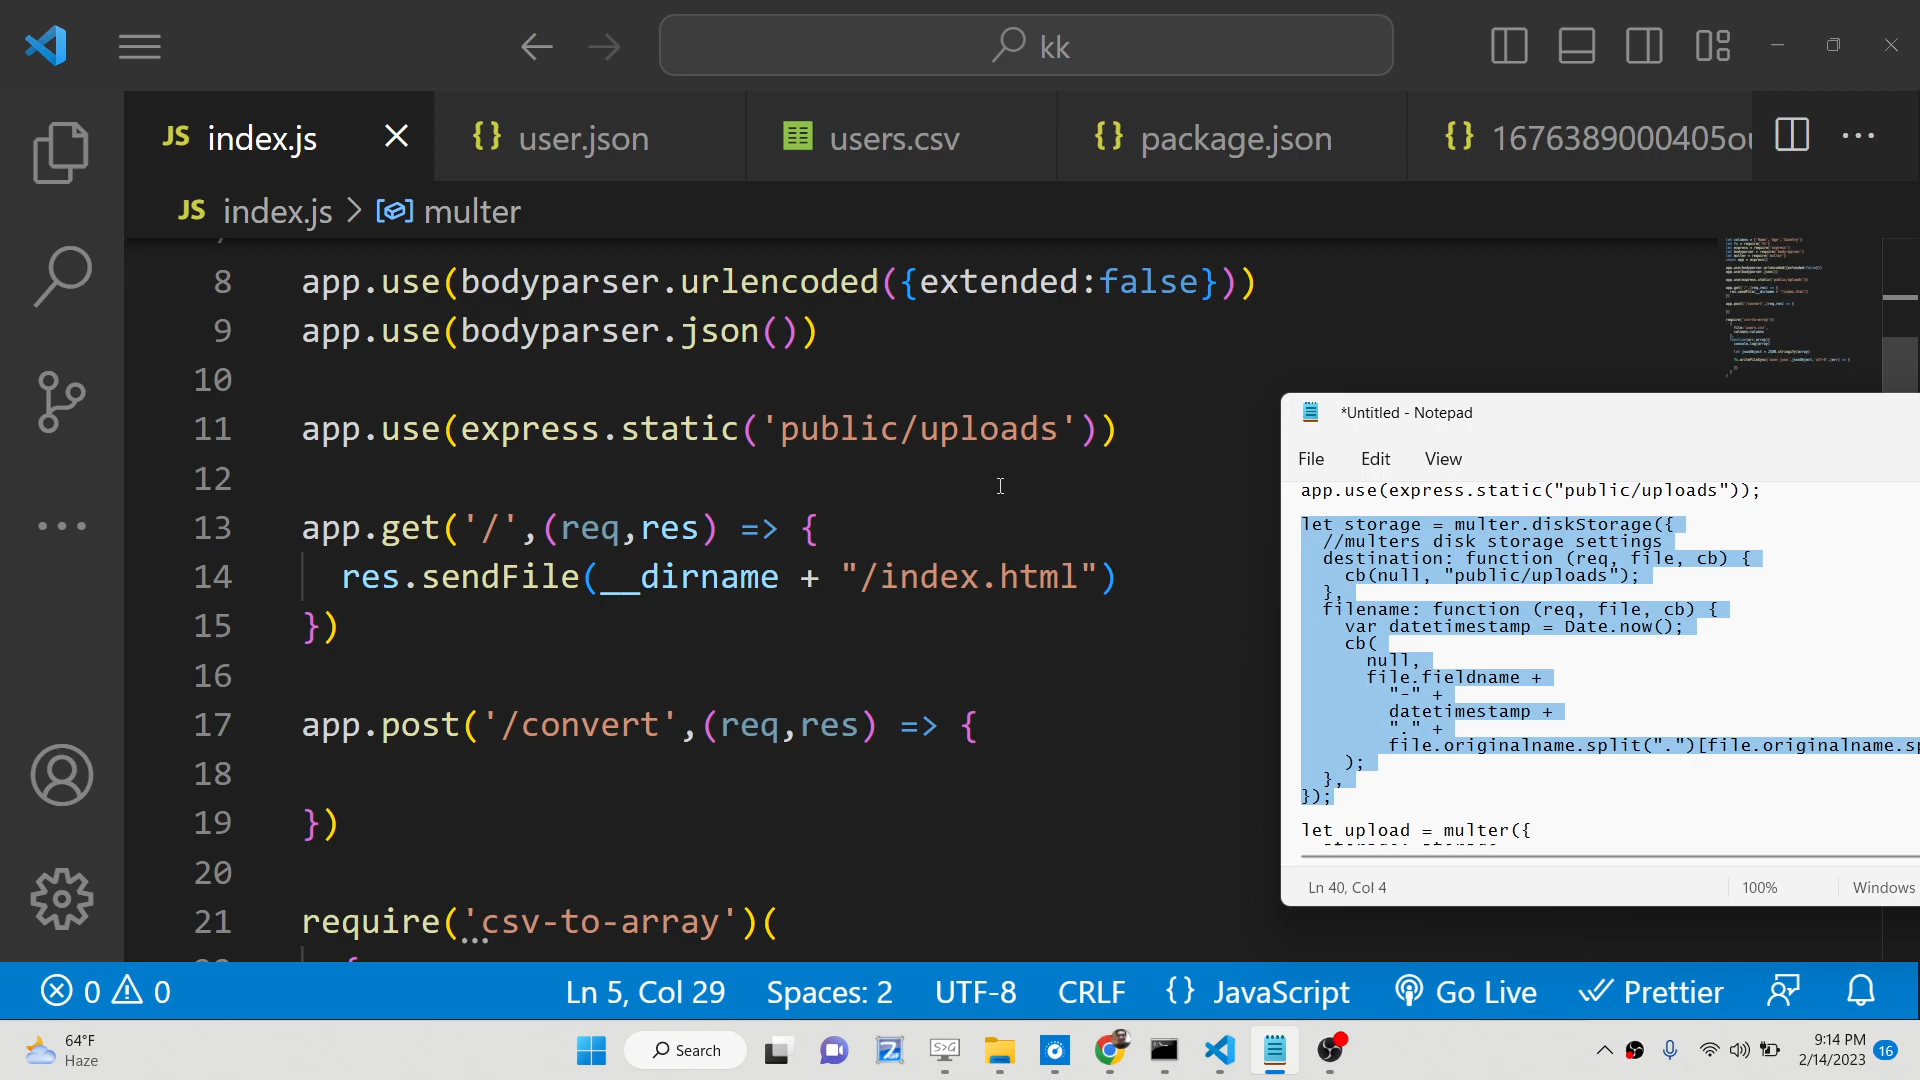 kk
JS index.js
{} user.json
users.csv
{} package.json
{} 1676389000405ou
JS index.js > multer
8 app.use(bodyparser.urlencoded({extended:false}))
9 app.use(bodyparser.json())
10
11 app.use(express.static('public/uploads'))
12
13 app.get('/',(req,res) => {
14 res.sendFile(__dirname + "/index.html")
15 })
16
17 app.post('/convert',(req,res) => {
18
19 })
20
21 require('csv-to-array')(
*Untitled - Notepad
File Edit View
app.use(express.static("public/uploads"));
let storage = multer.diskStorage({
//multers disk storage settings
destination: function (req, file, cb) {
cb(null, "public/uploads");
},
filename: function (req, file, cb) {
var datetimestamp = Date.now();
cb(
null,
file.fieldname +
"-" +
datetimestamp +
"." +
file.originalname.split(".")[file.originalname.sp
);
},
});
let upload = multer({
Ln 40, Col 4
100%
Windows
0 0
Ln 5, Col 29
Spaces: 2
UTF-8
CRLF
{} JavaScript
Go Live
Prettier
64°F
Haze
Search
9:14 PM
2/14/2023
16